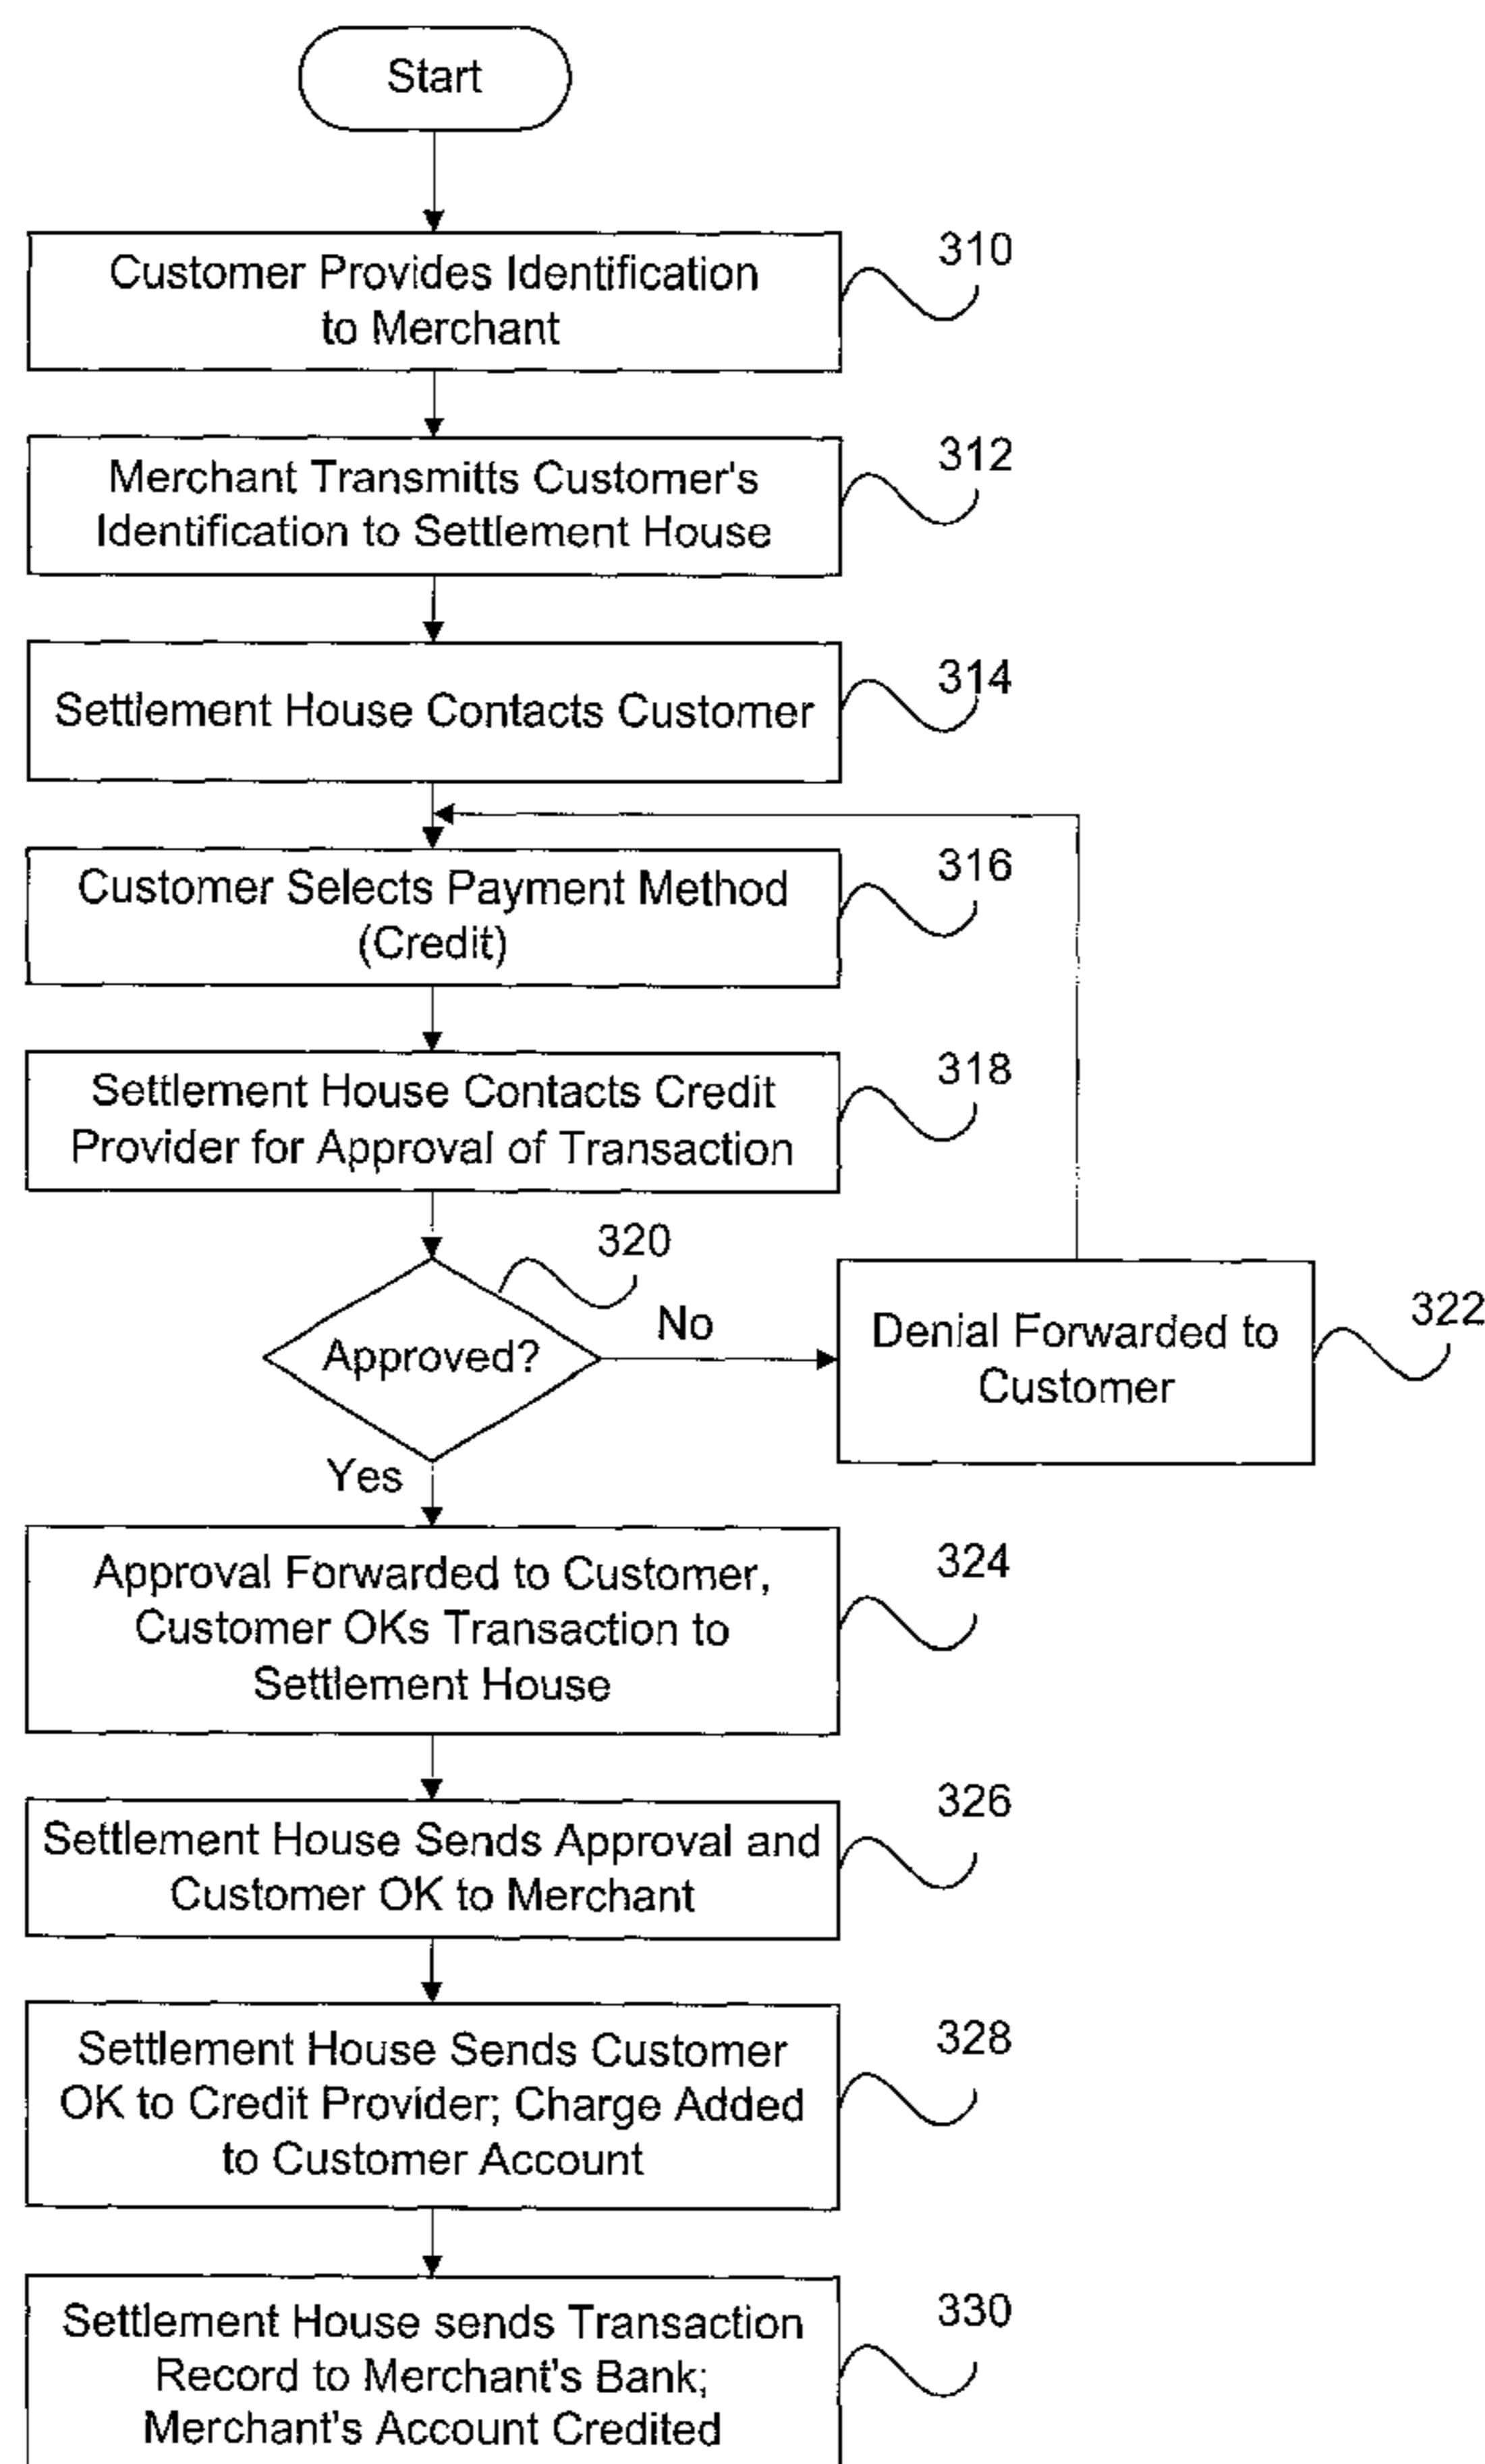 Start
Customer Provides Identification
to Merchant
310
Merchant Transmitts Customer's
Identification to Settlement House
312
Settlement House Contacts Customer
314
Customer Selects Payment Method
(Credit)
316
Settlement House Contacts Credit
Provider for Approval of Transaction
318
320
Approved?
No
Denial Forwarded to
Customer
322
Yes
Approval Forwarded to Customer,
Customer OKs Transaction to
Settlement House
324
Settlement House Sends Approval and
Customer OK to Merchant
326
Settlement House Sends Customer
OK to Credit Provider; Charge Added
to Customer Account
328
Settlement House sends Transaction
Record to Merchant's Bank;
Merchant's Account Credited
330